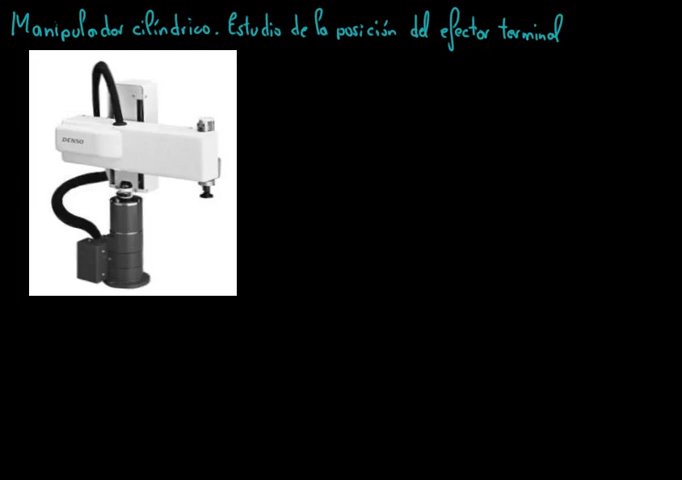 Manipulador cilíndrico. Estudio de la posición del efector terminal
DENSO